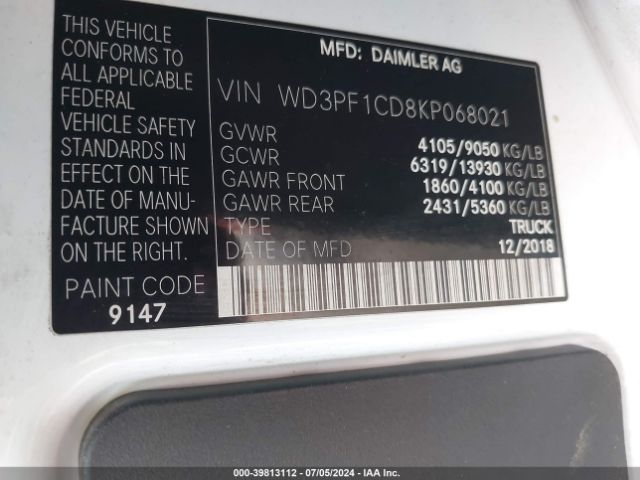 THIS VEHICLE
CONFORMS TO
ALL APPLICABLE
FEDERAL
VEHICLE SAFETY
STANDARDS IN
EFFECT ON THE
DATE OF MANU-
FACTURE SHOWN
ON THE RIGHT.
PAINT CODE
9147
MFD: DAIMLER AG
VIN WD3PF1CD8KP068021
GVWR 4105/9050 KG/LB
GCWR 6319/13930 KG/LB
GAWR FRONT 1860/4100 KG/LB
GAWR REAR 2431/5360 KG/LB
TYPE TRUCK
DATE OF MFD 12/2018
000-39813112 - 07/05/2024 - IAA Inc.